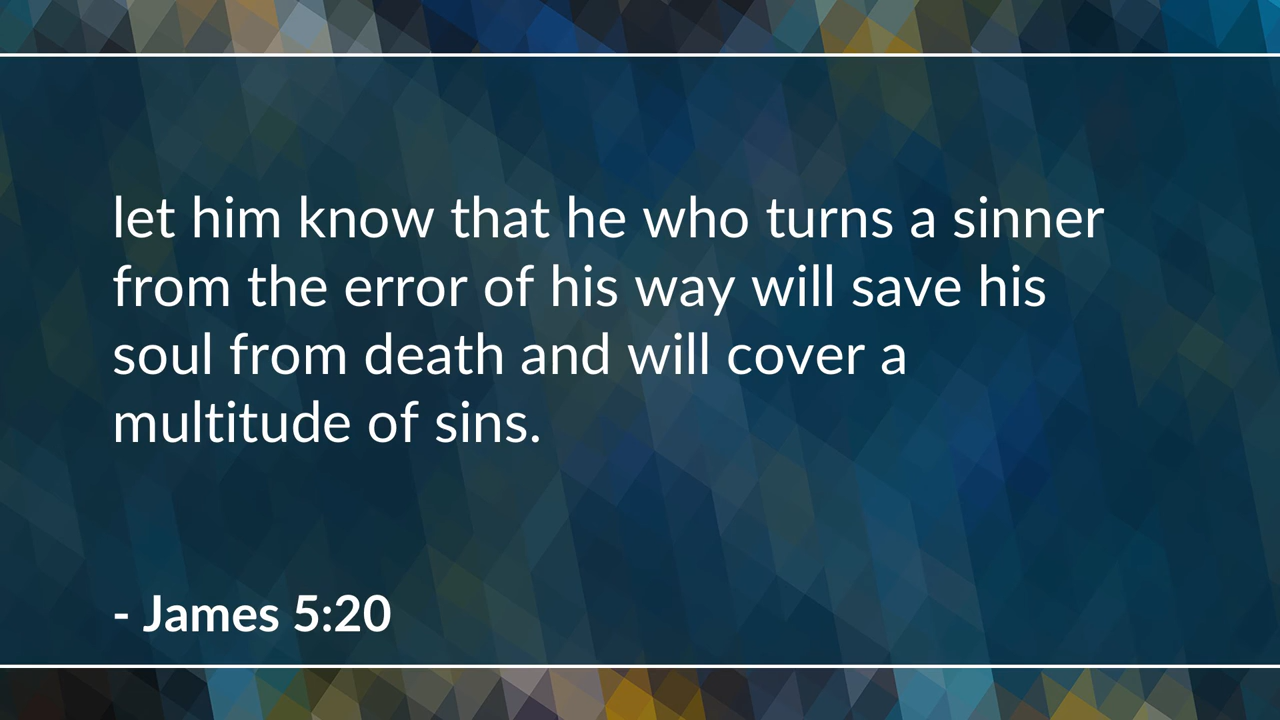 let him know that he who turns a sinner
from the error of his way will save his
soul from death and will cover a
multitude of sins.
- James 5:20